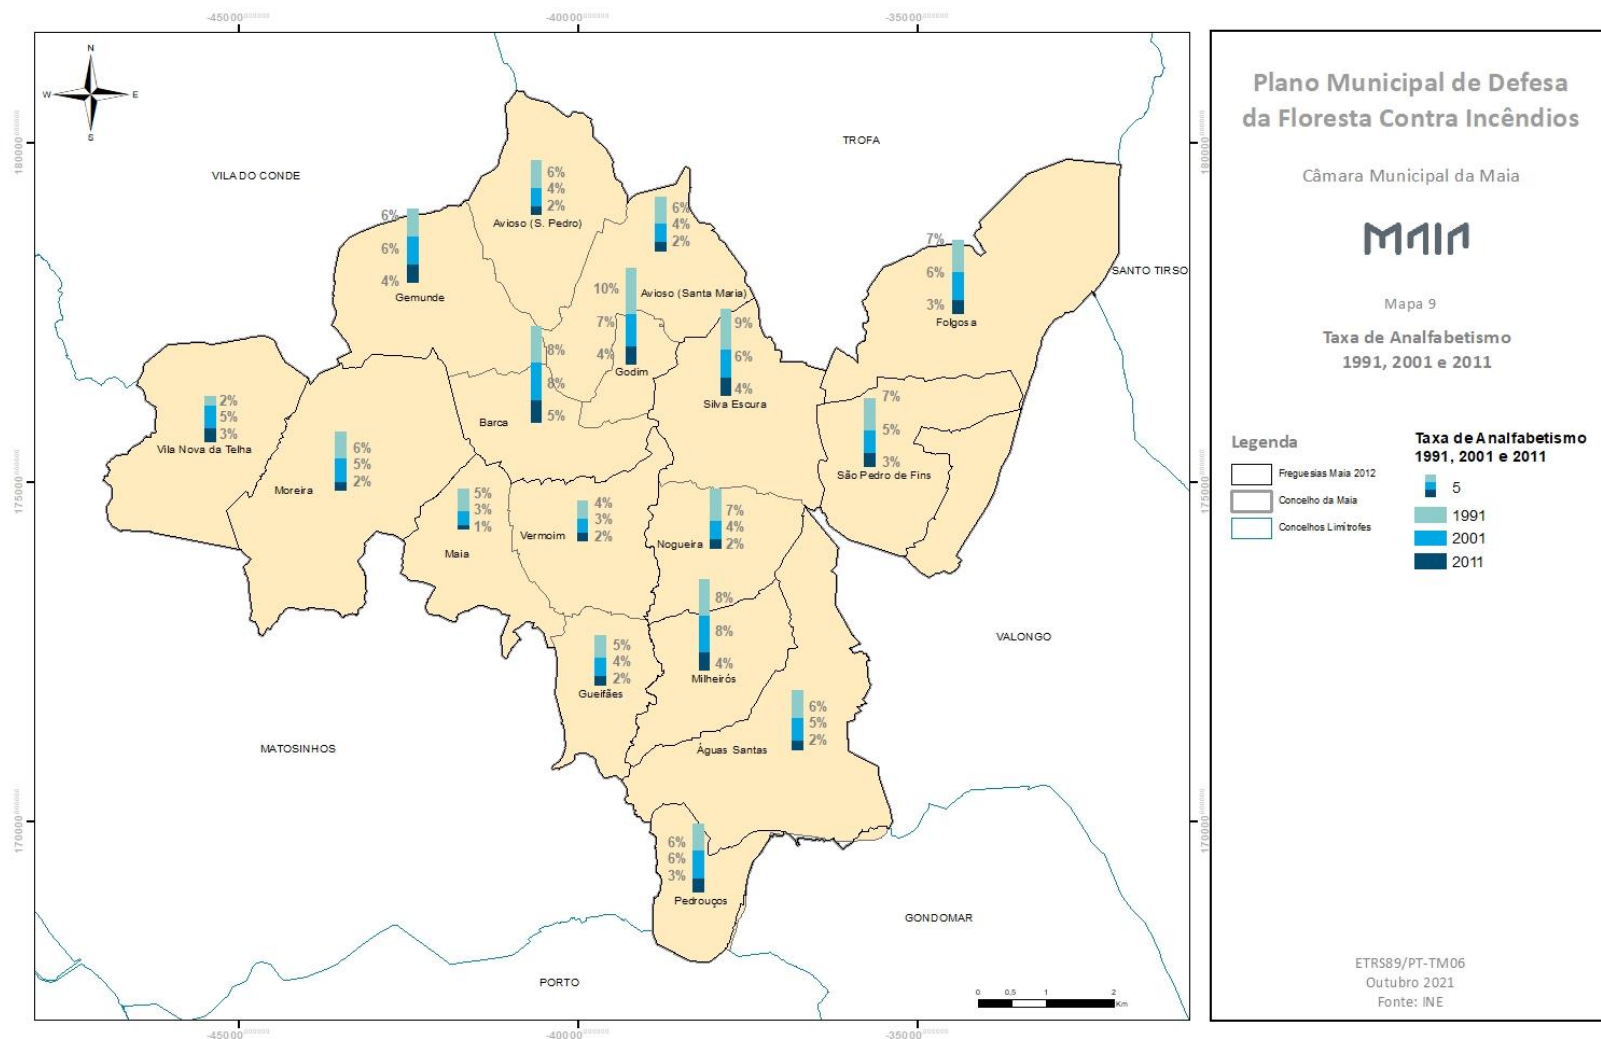 -45000
-40000
-35000
N
W
E
S
180000
175000
170000
180000
175000
170000
VILA DO CONDE
TROFA
SANTO TIRSO
VALONGO
GONDOMAR
PORTO
MATOSINHOS
6%
4%
2%
Avioso (S. Pedro)
6%
4%
2%
Avioso (Santa Maria)
6%
6%
4%
Gemunde
7%
6%
3%
Folgosa
10%
7%
4%
Godim
9%
6%
4%
Silva Escura
8%
8%
5%
Barca
2%
5%
3%
Vila Nova da Telha
6%
5%
2%
Moreira
7%
5%
3%
São Pedro de Fins
5%
3%
1%
Maia
4%
3%
2%
Vermoim
7%
4%
2%
Nogueira
8%
8%
4%
Milheirós
5%
4%
2%
Gueifães
6%
5%
2%
Águas Santas
6%
6%
3%
Pedrouços
0 0,5 1 2
Km
-45000
-40000
-35000
Plano Municipal de Defesa
da Floresta Contra Incêndios
Câmara Municipal da Maia
MAIA
Mapa 9
Taxa de Analfabetismo
1991, 2001 e 2011
Legenda
Freguesias Maia 2012
Concelho da Maia
Concelhos Limítrofes
Taxa de Analfabetismo
1991, 2001 e 2011
5
1991
2001
2011
ETRS89/PT-TM06
Outubro 2021
Fonte: INE